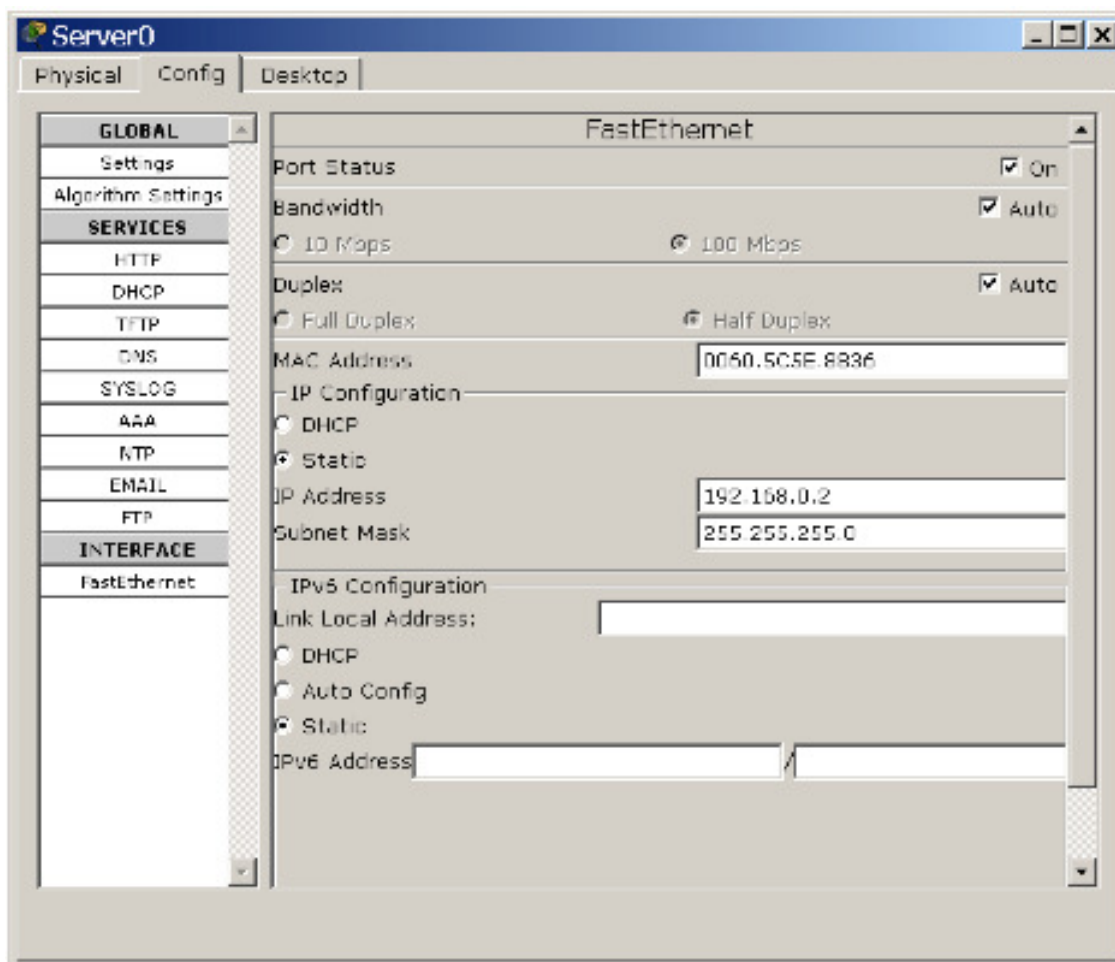 Server0
Physical Config Desktop
GLOBAL
Settings
Algorithm Settings
SERVICES
HTTP
DHCP
TFTP
DNS
SYSLOG
AAA
NTP
EMAIL
FTP
INTERFACE
FastEthernet
FastEthernet
Port Status On
Bandwidth Auto
10 Mbps 100 Mbps
Duplex Auto
Full Duplex Half Duplex
MAC Address 0060.5C5E.8836
IP Configuration
DHCP
Static
IP Address 192.168.0.2
Subnet Mask 255.255.255.0
IPv6 Configuration
Link Local Address:
DHCP
Auto Config
Static
IPv6 Address /